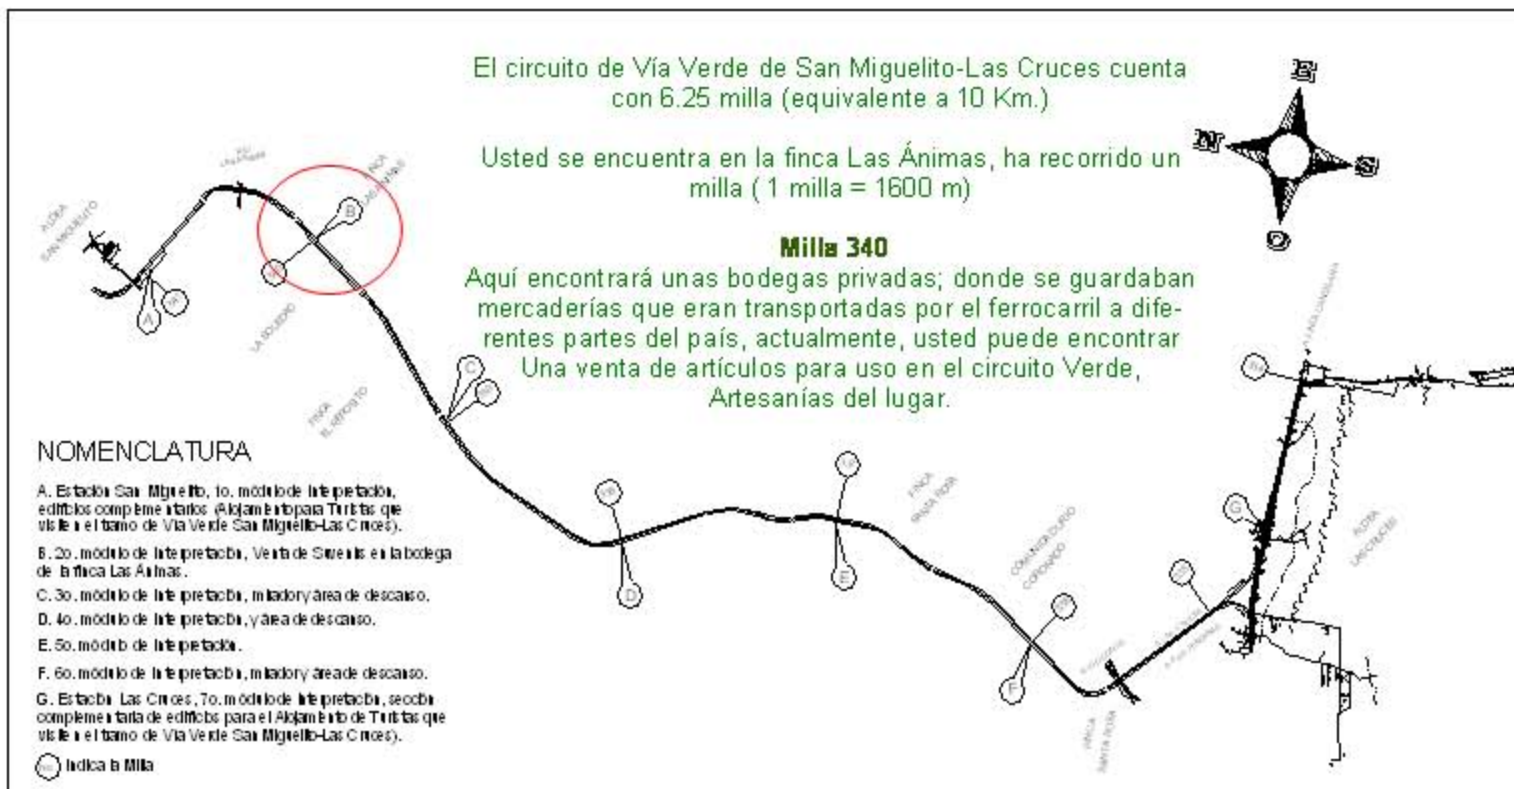 El circuito de Vía Verde de San Miguelito-Las Cruces cuenta
con 6.25 milla (equivalente a 10 Km.)
Usted se encuentra en la finca Las Ánimas, ha recorrido un
milla ( 1 milla = 1600 m)
Milla 340
Aquí encontrará unas bodegas privadas; donde se guardaban
mercaderías que eran transportadas por el ferrocarril a dife-
rentes partes del país, actualmente, usted puede encontrar
Una venta de artículos para uso en el circuito Verde,
Artesanías del lugar.
E
N
S
O
ALDEA
SAN MIGUELITO
FINCA
LAS ANIMAS
B
A
LA SOLEDAD
C
FINCA
EL REPOSITO
D
E
FINCA
SANTA ROSA
COMUNIDAD RIO
CORONADO
F
FINCA
SANTA ROSA
G
ALDEA
LAS CRUCES
NOMENCLATURA
A. Estación San Miguelito, 1o. módulo de interpretación,
edificios complementarios (Alojamiento para Turistas que
visiten el tramo de Vía Verde San Miguelito-Las Cruces).
B. 2o. módulo de interpretación, Venta de Suvenirs en la bodega
de la finca Las Animas.
C. 3o. módulo de interpretación, mirador y área de descanso.
D. 4o. módulo de interpretación, y área de descanso.
E. 5o. módulo de interpretación.
F. 6o. módulo de interpretación, mirador y área de descanso.
G. Estación Las Cruces, 7o. módulo de interpretación, sección
complementaria de edificios para el Alojamiento de Turistas que
visiten el tramo de Vía Verde San Miguelito-Las Cruces).
Indica la Milla